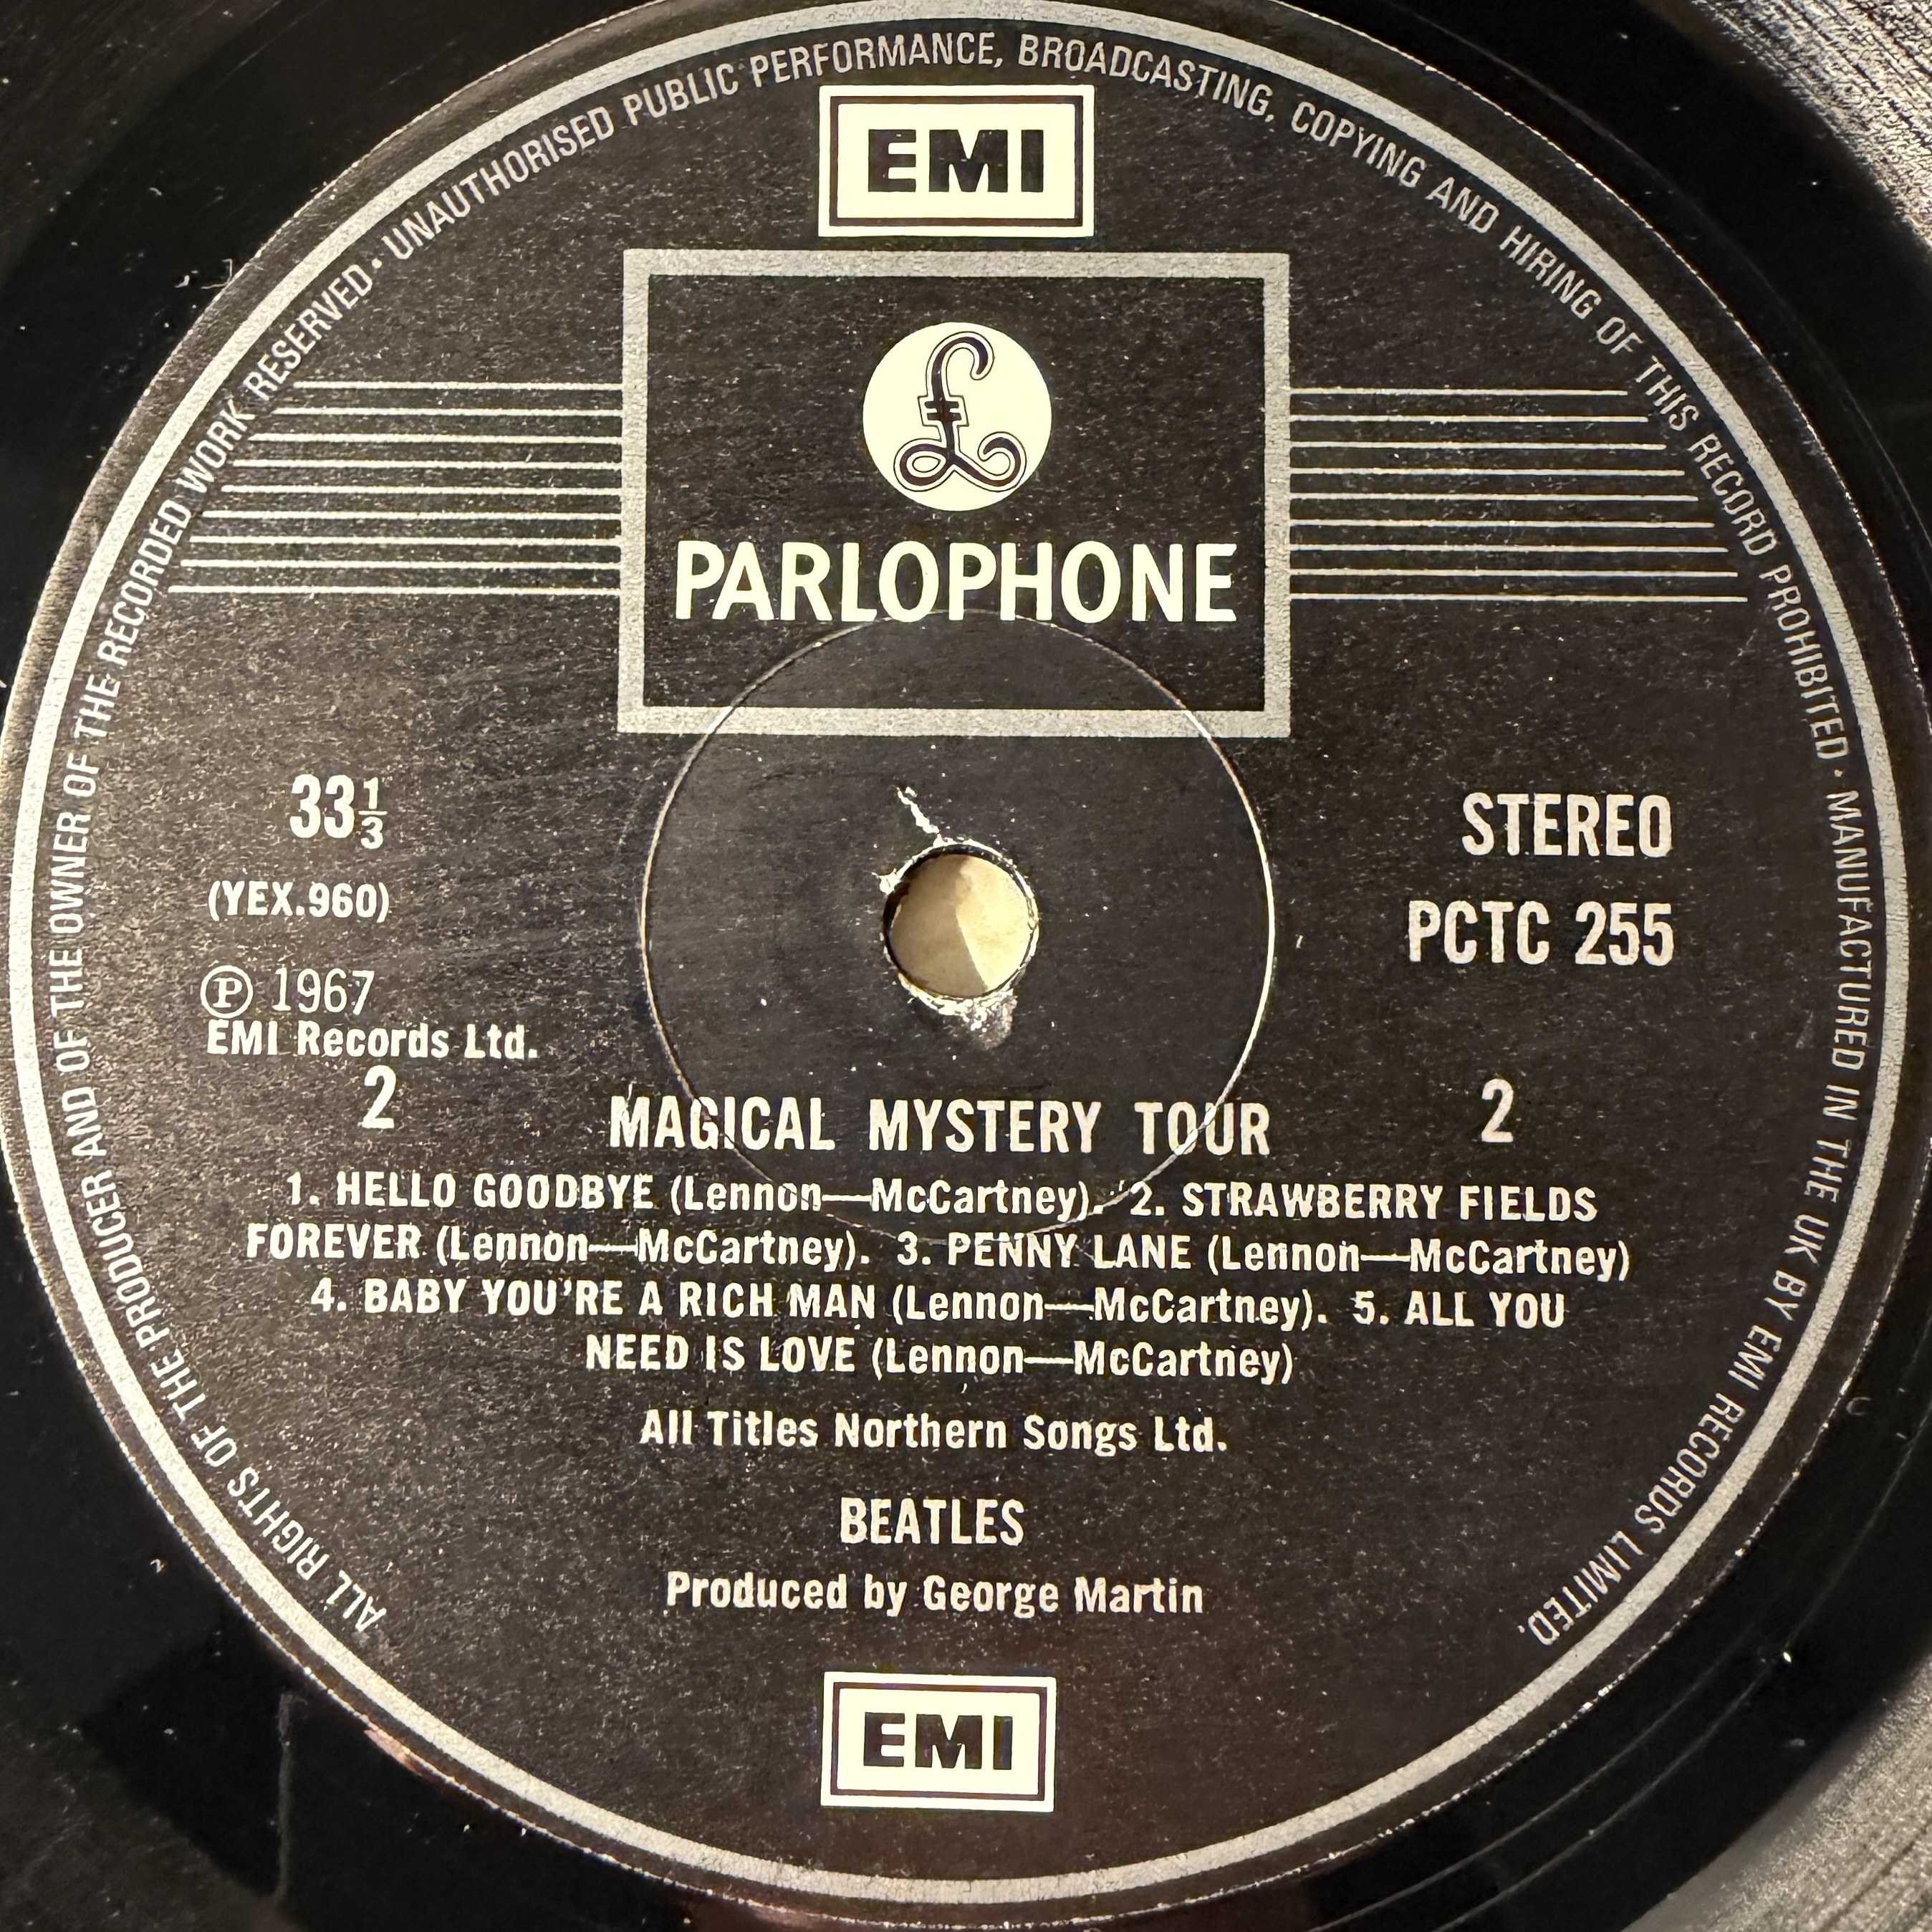 ALL RIGHTS OF THE PRODUCER AND OF THE OWNER OF THE RECORDED WORK RESERVED · UNAUTHORISED PUBLIC PERFORMANCE, BROADCASTING, COPYING AND HIRING OF THIS RECORD PROHIBITED · MANUFACTURED IN THE UK BY EMI RECORDS LIMITED.
EMI
£
PARLOPHONE
33⅓
(YEX.960)
℗ 1967
EMI Records Ltd.
2
STEREO
PCTC 255
2
MAGICAL MYSTERY TOUR
1. HELLO GOODBYE (Lennon—McCartney). 2. STRAWBERRY FIELDS
FOREVER (Lennon—McCartney). 3. PENNY LANE (Lennon—McCartney)
4. BABY YOU'RE A RICH MAN (Lennon—McCartney). 5. ALL YOU
NEED IS LOVE (Lennon—McCartney)
All Titles Northern Songs Ltd.
BEATLES
Produced by George Martin
EMI